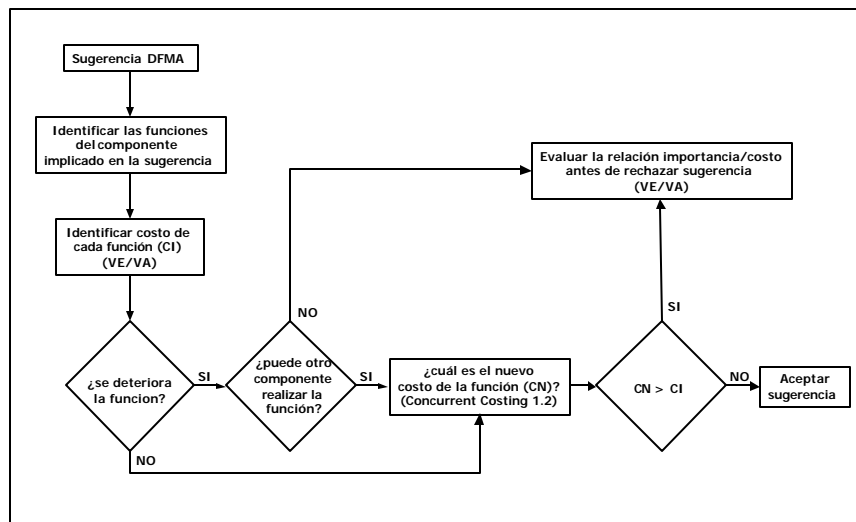 Sugerencia DFMA
Identificar las funciones
del componente
implicado en la sugerencia
Identificar costo de
cada función (CI)
(VE/VA)
¿se deteriora
la funcion?
SI
NO
¿puede otro
componente
realizar la
función?
NO
SI
¿cuál es el nuevo
costo de la función (CN)?
(Concurrent Costing 1.2)
CN > CI
SI
NO
Evaluar la relación importancia/costo
antes de rechazar sugerencia
(VE/VA)
Aceptar
sugerencia